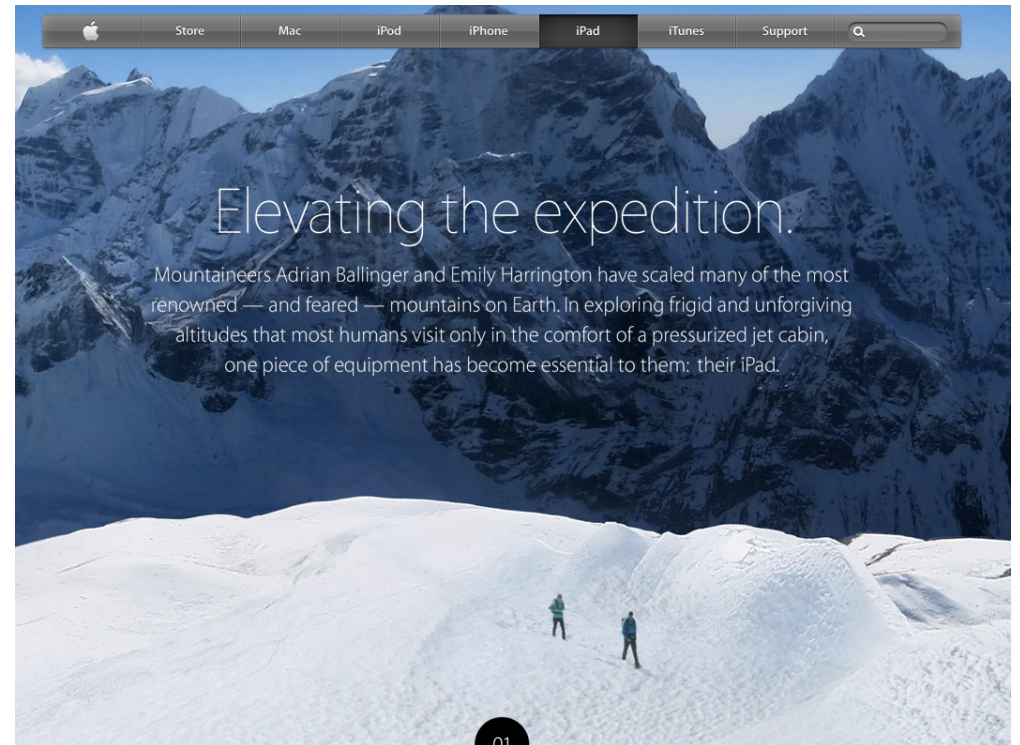 Store Mac iPod iPhone iPad iTunes Support
Elevating the expedition.
Mountaineers Adrian Ballinger and Emily Harrington have scaled many of the most
renowned — and feared — mountains on Earth. In exploring frigid and unforgiving
altitudes that most humans visit only in the comfort of a pressurized jet cabin,
one piece of equipment has become essential to them: their iPad.
01